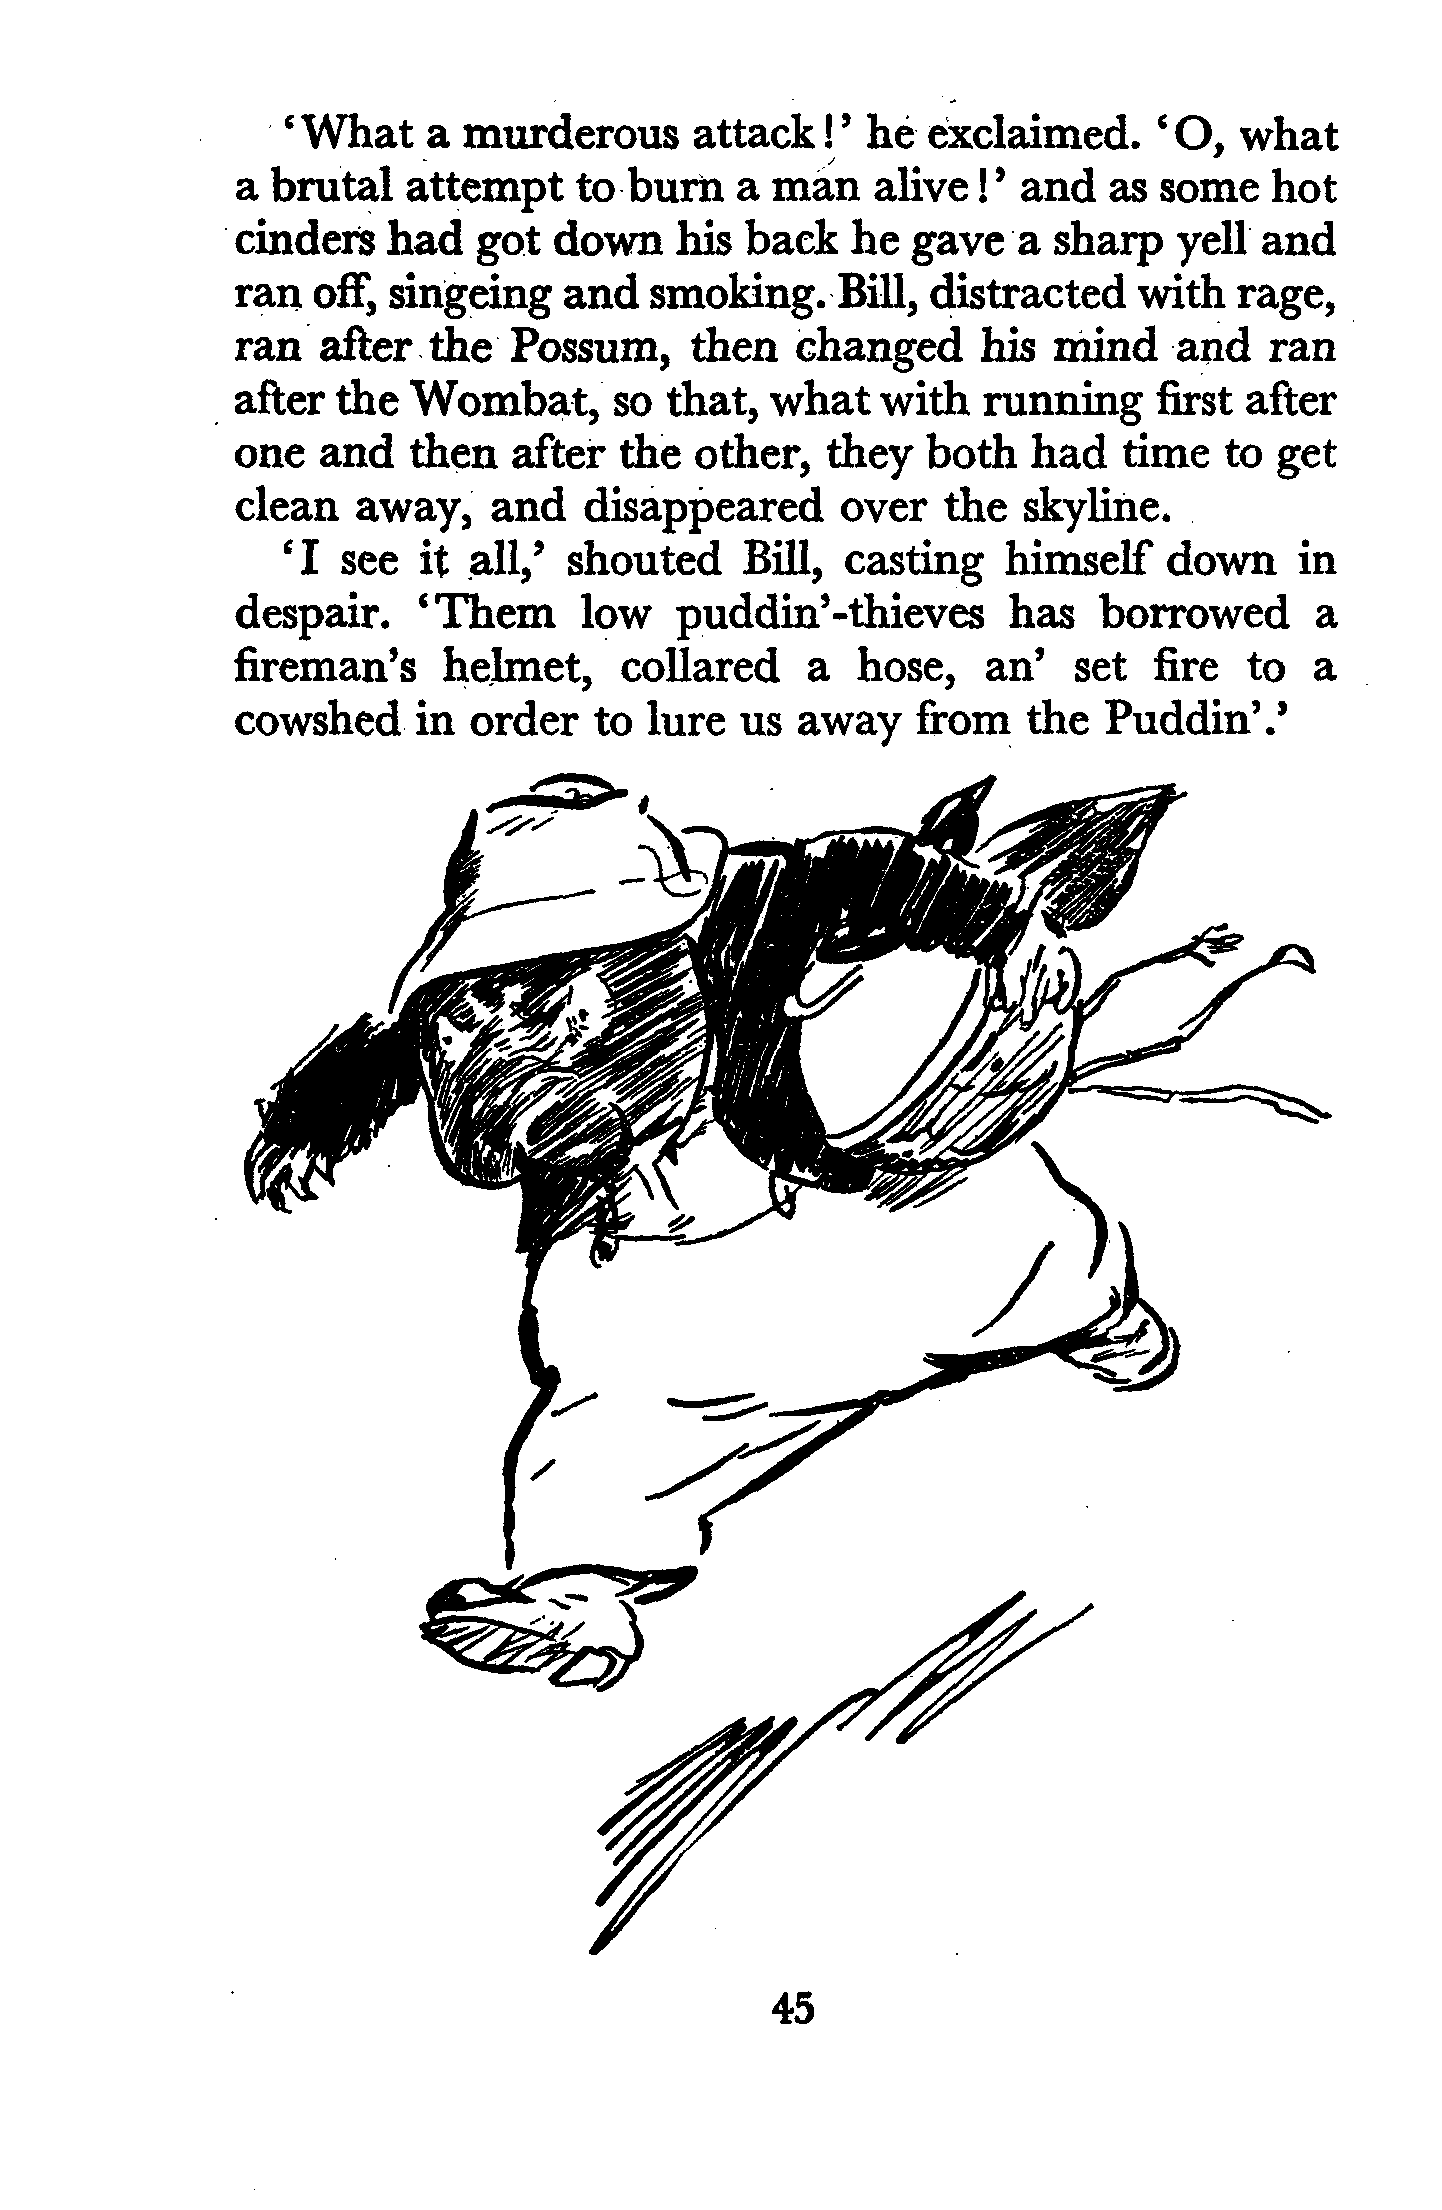 ‘What a murderous attack!’ he exclaimed. ‘O, what
a brutal attempt to burn a man alive!’ and as some hot
cinders had got down his back he gave a sharp yell and
ran off, singeing and smoking. Bill, distracted with rage,
ran after the Possum, then changed his mind and ran
after the Wombat, so that, what with running first after
one and then after the other, they both had time to get
clean away, and disappeared over the skyline.
‘I see it all,’ shouted Bill, casting himself down in
despair. ‘Them low puddin’-thieves has borrowed a
fireman’s helmet, collared a hose, an’ set fire to a
cowshed in order to lure us away from the Puddin’.’
45